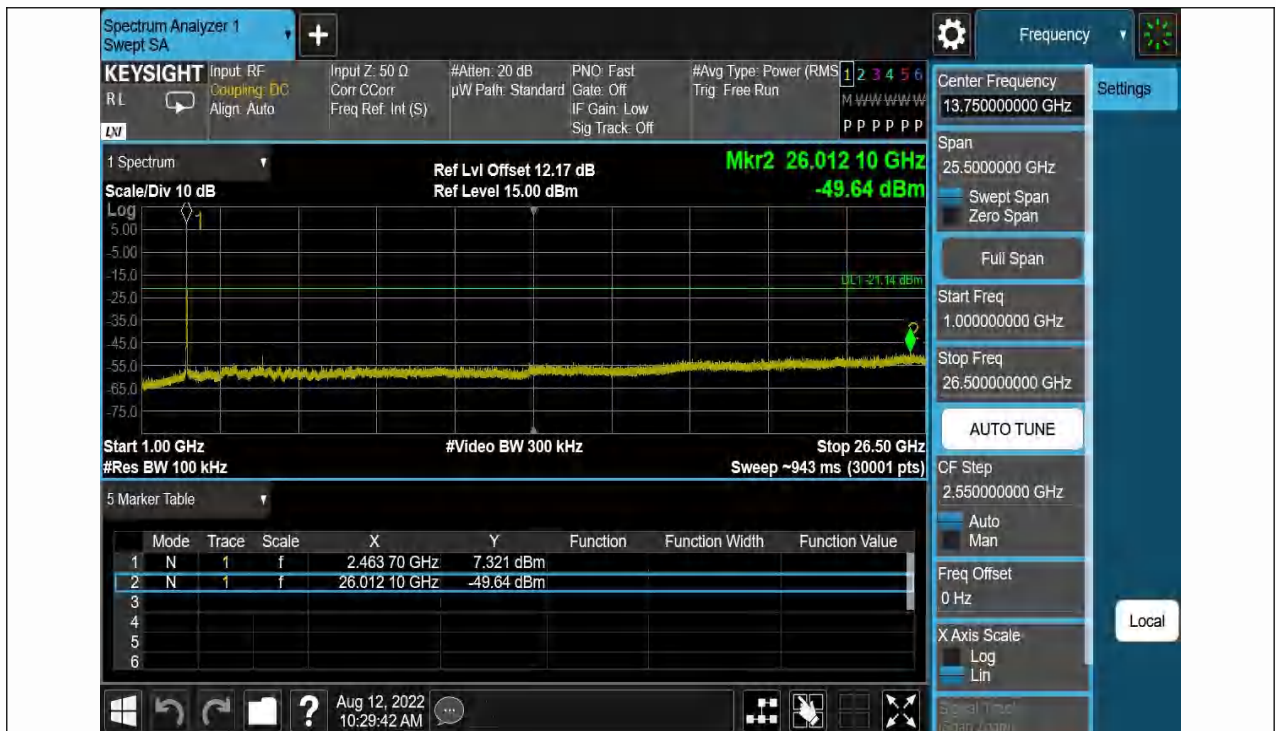 Spectrum Analyzer 1
Swept SA
Frequency
KEYSIGHT
R L
LXI
Input: RF
Coupling: DC
Align: Auto
Input Z: 50 Ω
Corr CCorr
Freq Ref: Int (S)
#Atten: 20 dB
µW Path: Standard
PNO: Fast
Gate: Off
IF Gain: Low
Sig Track: Off
#Avg Type: Power (RMS
Trig: Free Run
1 2 3 4 5 6
M W W W W W
P P P P P P
1 Spectrum
Scale/Div 10 dB
Ref Lvl Offset 12.17 dB
Ref Level 15.00 dBm
Mkr2 26.012 10 GHz
-49.64 dBm
Log
1
5.00
-5.00
-15.0
DL1 -21.14 dBm
-25.0
-35.0
-45.0
-55.0
-65.0
-75.0
Start 1.00 GHz
#Video BW 300 kHz
Stop 26.50 GHz
#Res BW 100 kHz
Sweep ~943 ms (30001 pts)
5 Marker Table
Mode Trace Scale X Y Function Function Width Function Value
1 N 1 f 2.463 70 GHz 7.321 dBm
2 N 1 f 26.012 10 GHz -49.64 dBm
3
4
5
6
Aug 12, 2022
10:29:42 AM
Center Frequency
13.750000000 GHz
Span
25.5000000 GHz
Swept Span
Zero Span
Full Span
Start Freq
1.000000000 GHz
Stop Freq
26.500000000 GHz
AUTO TUNE
CF Step
2.550000000 GHz
Auto
Man
Freq Offset
0 Hz
X Axis Scale
Log
Lin
Signal Track
(Span Zoom)
Settings
Local